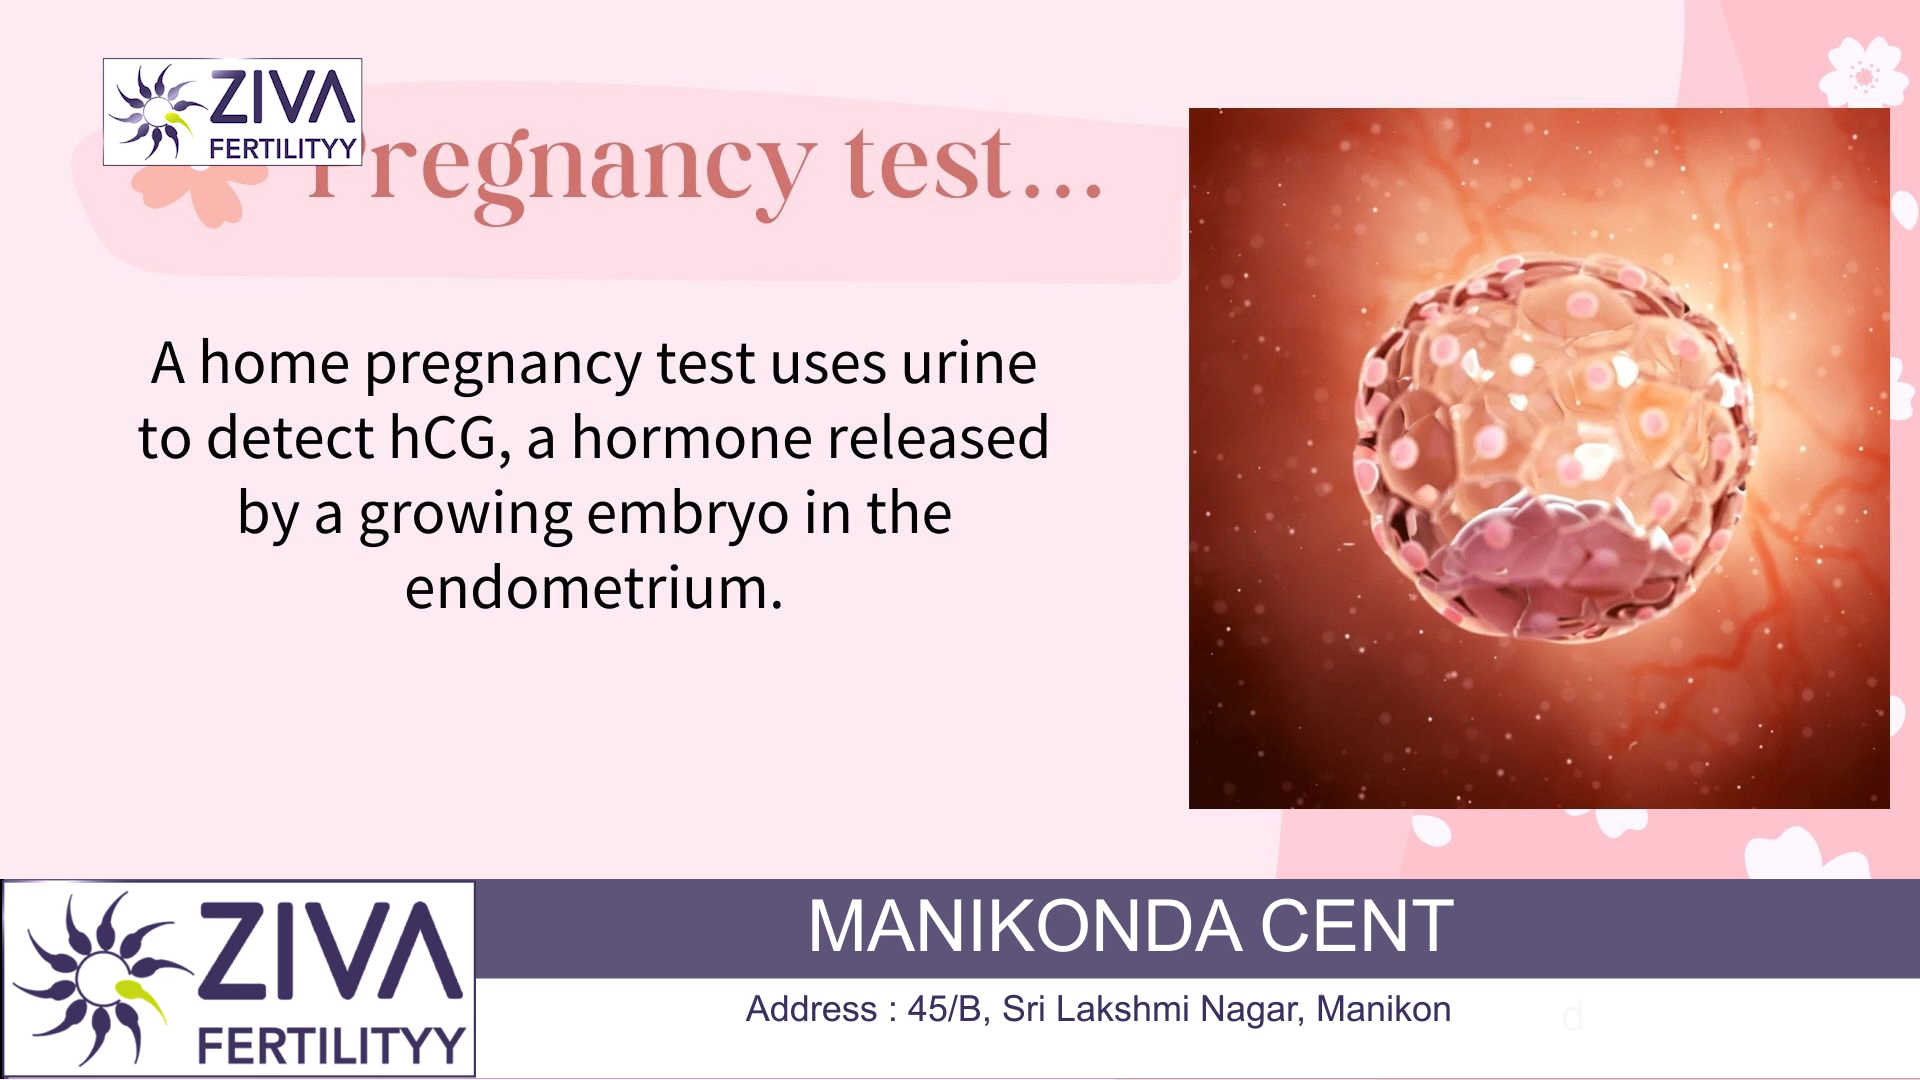 ZIVA
FERTILITYY
Pregnancy test...
A home pregnancy test uses urine
to detect hCG, a hormone released
by a growing embryo in the
endometrium.
ZIVA
FERTILITYY
MANIKONDA CENT
Address : 45/B, Sri Lakshmi Nagar, Manikon d